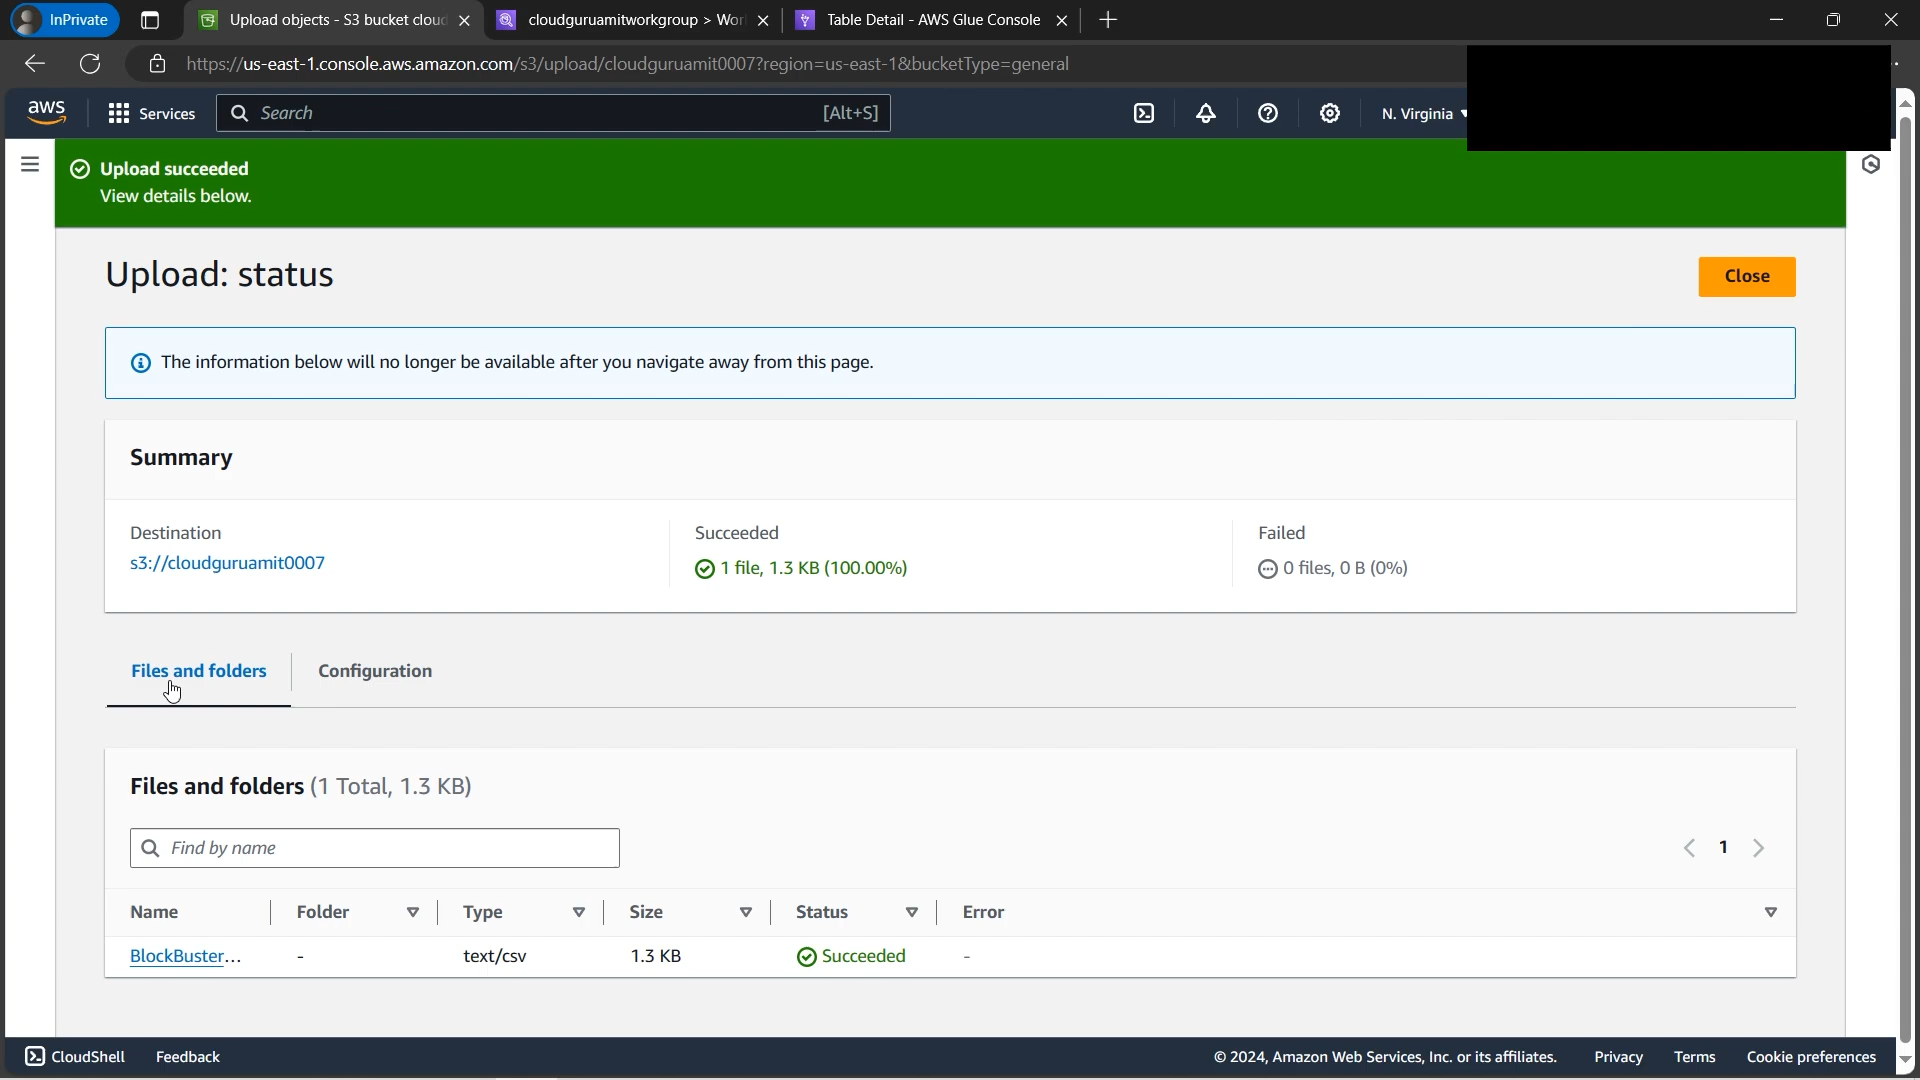 InPrivate
Upload objects - S3 bucket cloud
cloudguruamitworkgroup > Wor
Table Detail - AWS Glue Console
https://us-east-1.console.aws.amazon.com/s3/upload/cloudguruamit0007?region=us-east-1&bucketType=general
aws
Services
Search
[Alt+S]
N. Virginia
Upload succeeded
View details below.
Upload: status
Close
The information below will no longer be available after you navigate away from this page.
Summary
Destination
s3://cloudguruamit0007
Succeeded
1 file, 1.3 KB (100.00%)
Failed
0 files, 0 B (0%)
Files and folders
Configuration
Files and folders (1 Total, 1.3 KB)
Find by name
1
Name
Folder
Type
Size
Status
Error
BlockBuster...
-
text/csv
1.3 KB
Succeeded
-
CloudShell
Feedback
© 2024, Amazon Web Services, Inc. or its affiliates.
Privacy
Terms
Cookie preferences